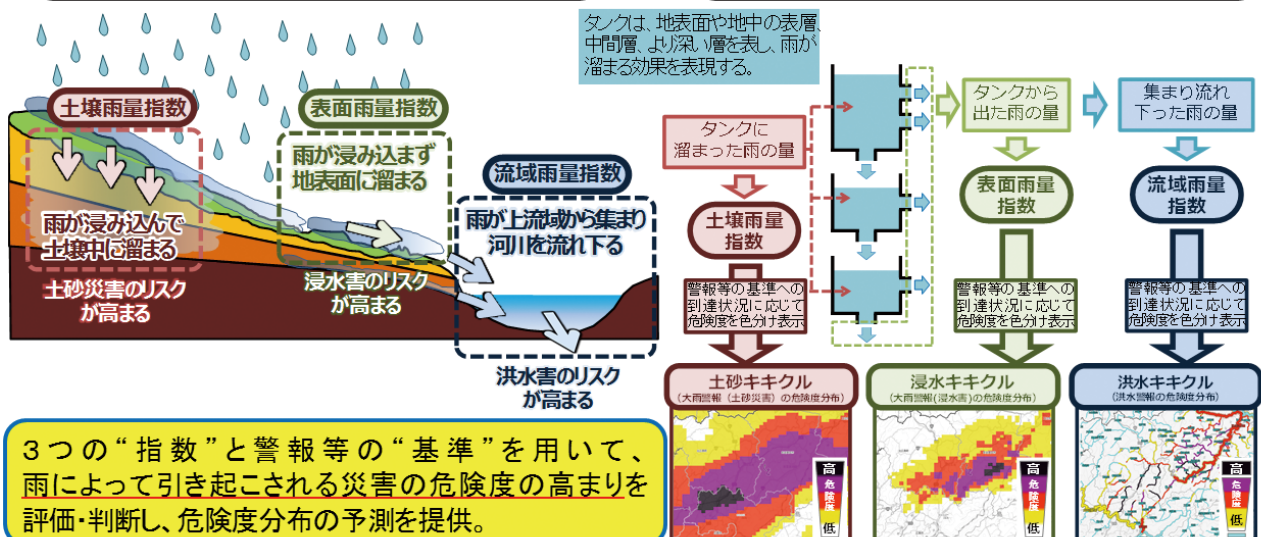 タンクは、地表面や地中の表層、
中間層、より深い層を表し、雨が
溜まる効果を表現する。
土壌雨量指数
雨が浸み込んで
土壌中に溜まる
土砂災害のリスク
が高まる
表面雨量指数
雨が浸み込まず
地表面に溜まる
浸水害のリスク
が高まる
流域雨量指数
雨が上流域から集まり
河川を流れ下る
洪水害のリスク
が高まる
タンクに
溜まった雨の量
タンクから
出た雨の量
集まり流れ
下った雨の量
土壌雨量
指数
表面雨量
指数
流域雨量
指数
警報等の基準への
到達状況に応じて
危険度を色分け表示
警報等の基準への
到達状況に応じて
危険度を色分け表示
警報等の基準への
到達状況に応じて
危険度を色分け表示
土砂キキクル
(大雨警報(土砂災害)の危険度分布)
高
危険度
低
浸水キキクル
(大雨警報(浸水害)の危険度分布)
高
危険度
低
洪水キキクル
(洪水警報の危険度分布)
高
危険度
低
3つの“指数”と警報等の“基準”を用いて、
雨によって引き起こされる災害の危険度の高まりを
評価・判断し、危険度分布の予測を提供。